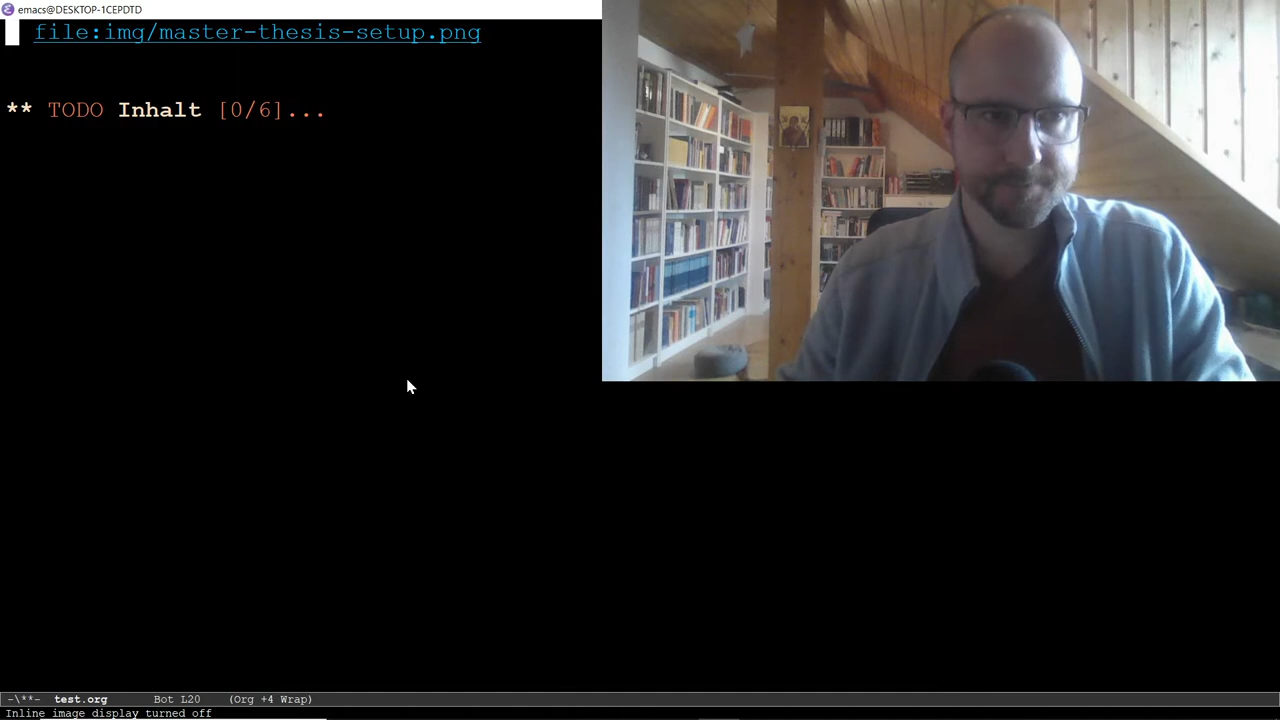 emacs@DESKTOP-1CEPDTD
file:img/master-thesis-setup.png
** TODO Inhalt [0/6]...
-\**-  test.org      Bot L20    (Org +4 Wrap)
Inline image display turned off